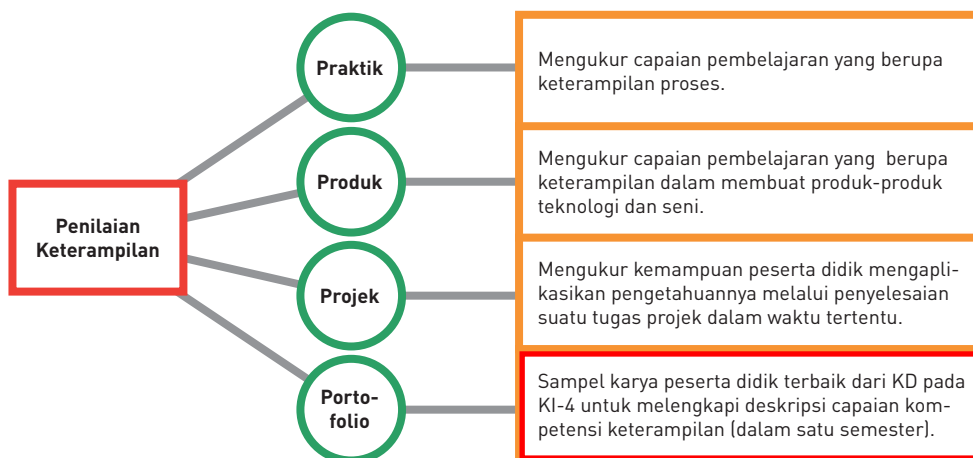 Penilaian
Keterampilan
Praktik
Mengukur capaian pembelajaran yang berupa
keterampilan proses.
Produk
Mengukur capaian pembelajaran yang berupa
keterampilan dalam membuat produk-produk
teknologi dan seni.
Projek
Mengukur kemampuan peserta didik mengapli-
kasikan pengetahuannya melalui penyelesaian
suatu tugas projek dalam waktu tertentu.
Porto-
folio
Sampel karya peserta didik terbaik dari KD pada
KI-4 untuk melengkapi deskripsi capaian kom-
petensi keterampilan (dalam satu semester).